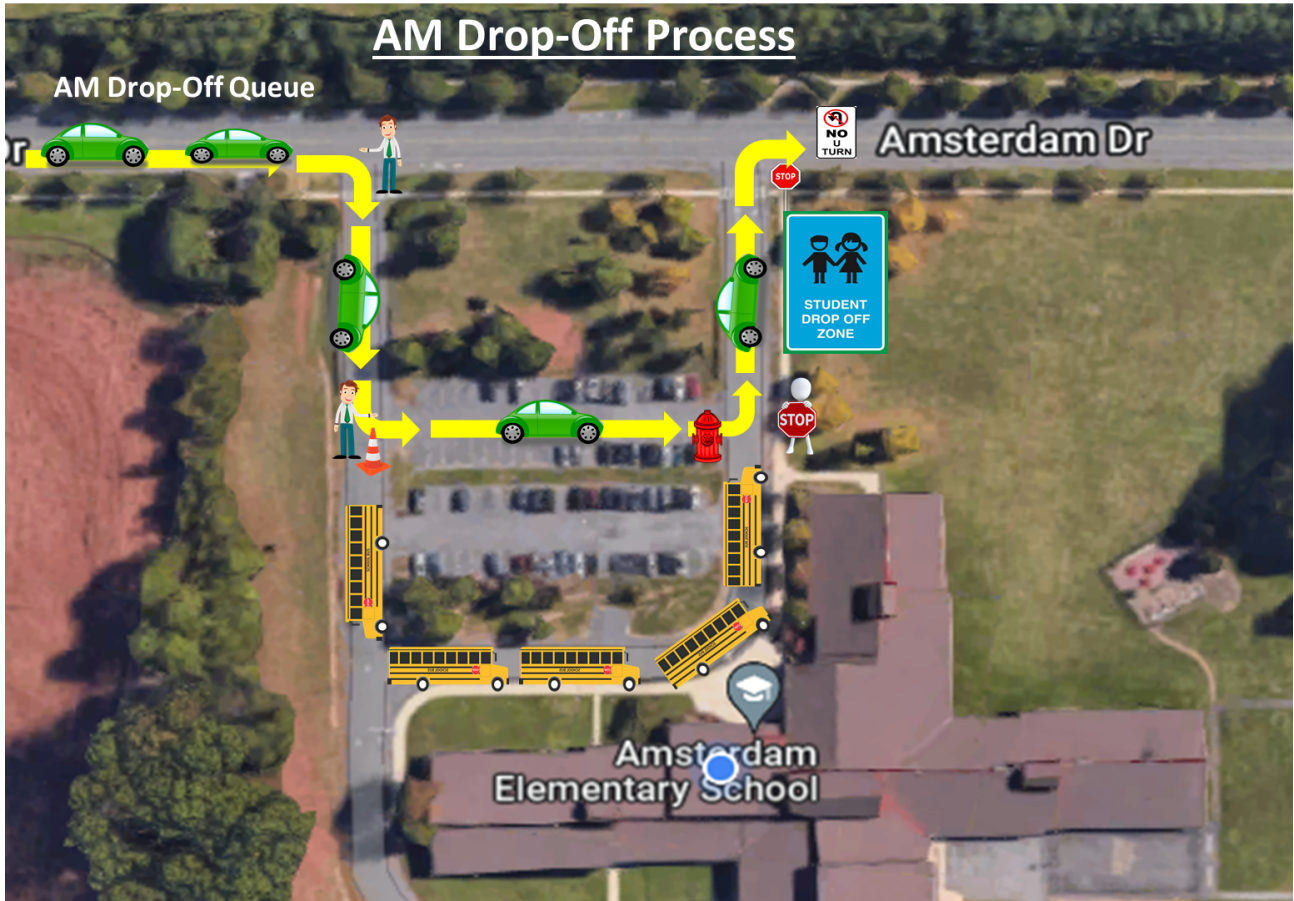 AM Drop-Off Process
AM Drop-Off Queue
Dr
NO
U
TURN
Amsterdam Dr
STOP
STUDENT
DROP OFF
ZONE
STOP
Amsterdam
Elementary School